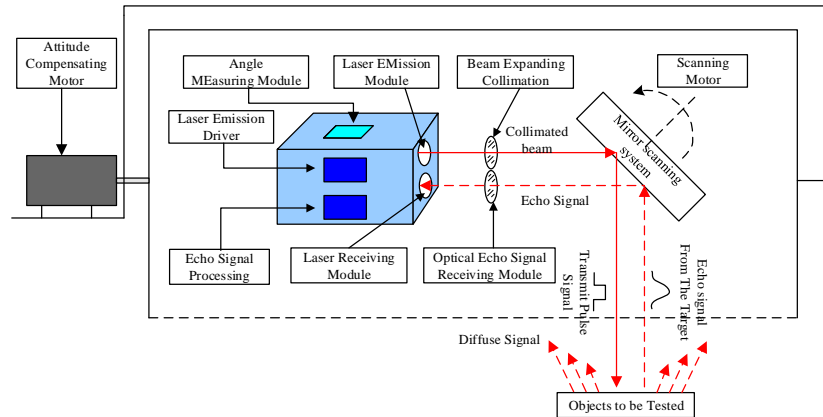 Attitude
Compensating
Motor
Angle
MEasuring Module
Laser EMission
Module
Beam Expanding
Collimation
Scanning
Motor
Laser Emission
Driver
Collimated
beam
Mirror scanning
system
Echo Signal
Echo Signal
Processing
Laser Receiving
Module
Optical Echo Signal
Receiving Module
Transmit Pulse
Signal
Echo signal
From The Target
Diffuse Signal
Objects to be Tested